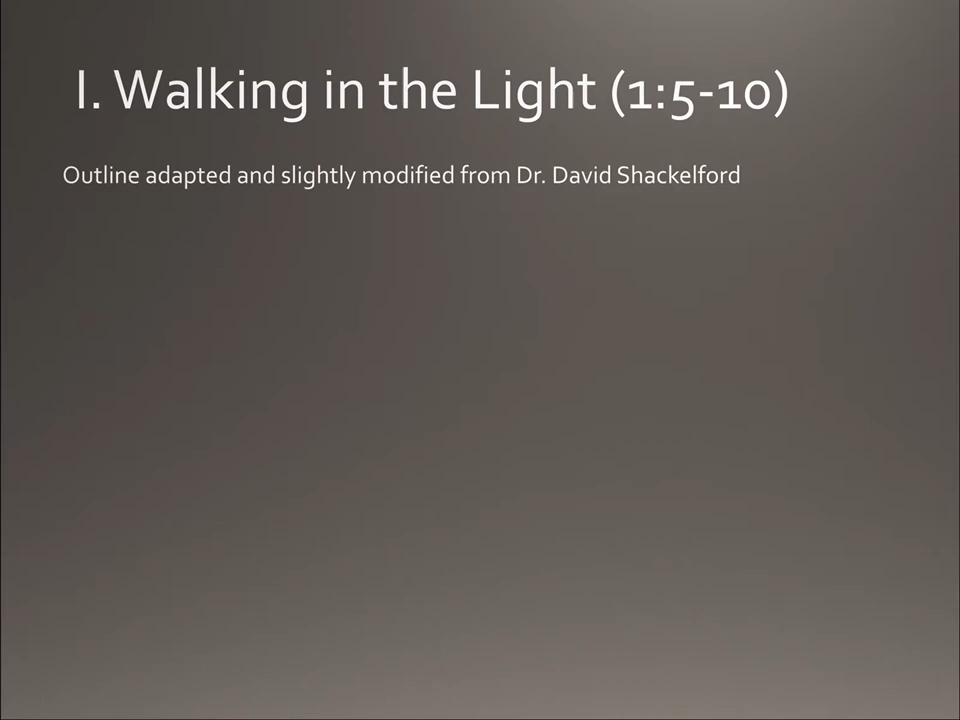 I. Walking in the Light (1:5-10)
Outline adapted and slightly modified from Dr. David Shackelford